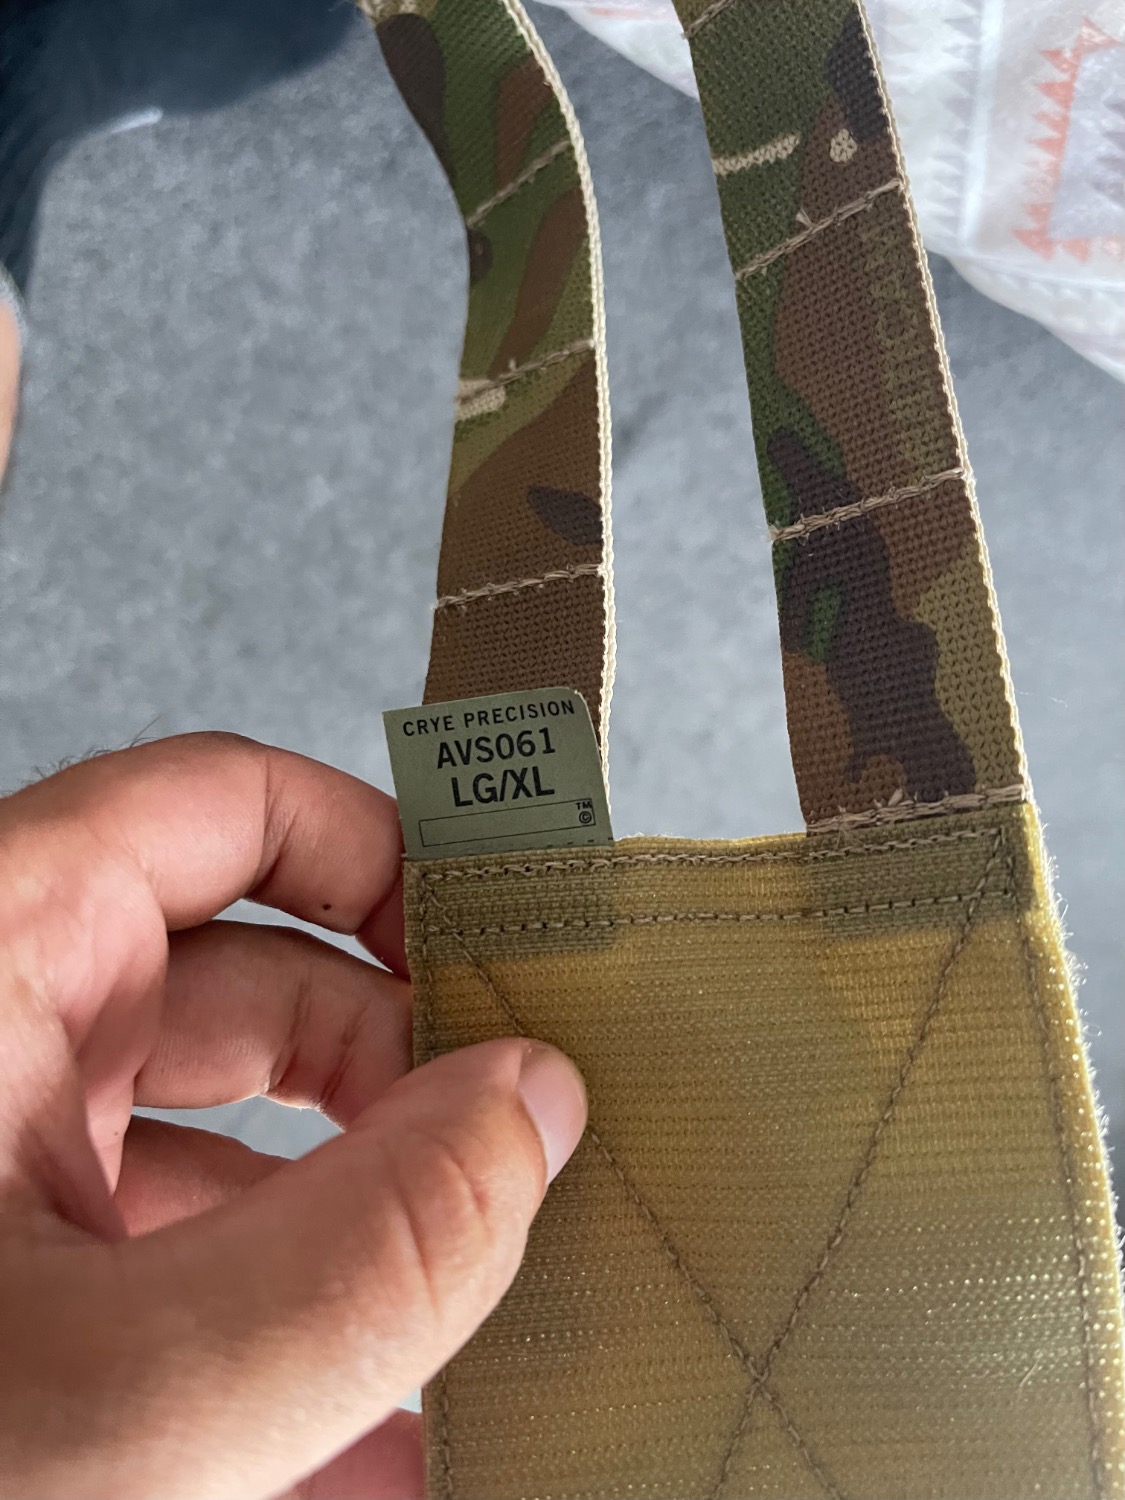 CRYE PRECISION
AVS061
LG/XL
™
©